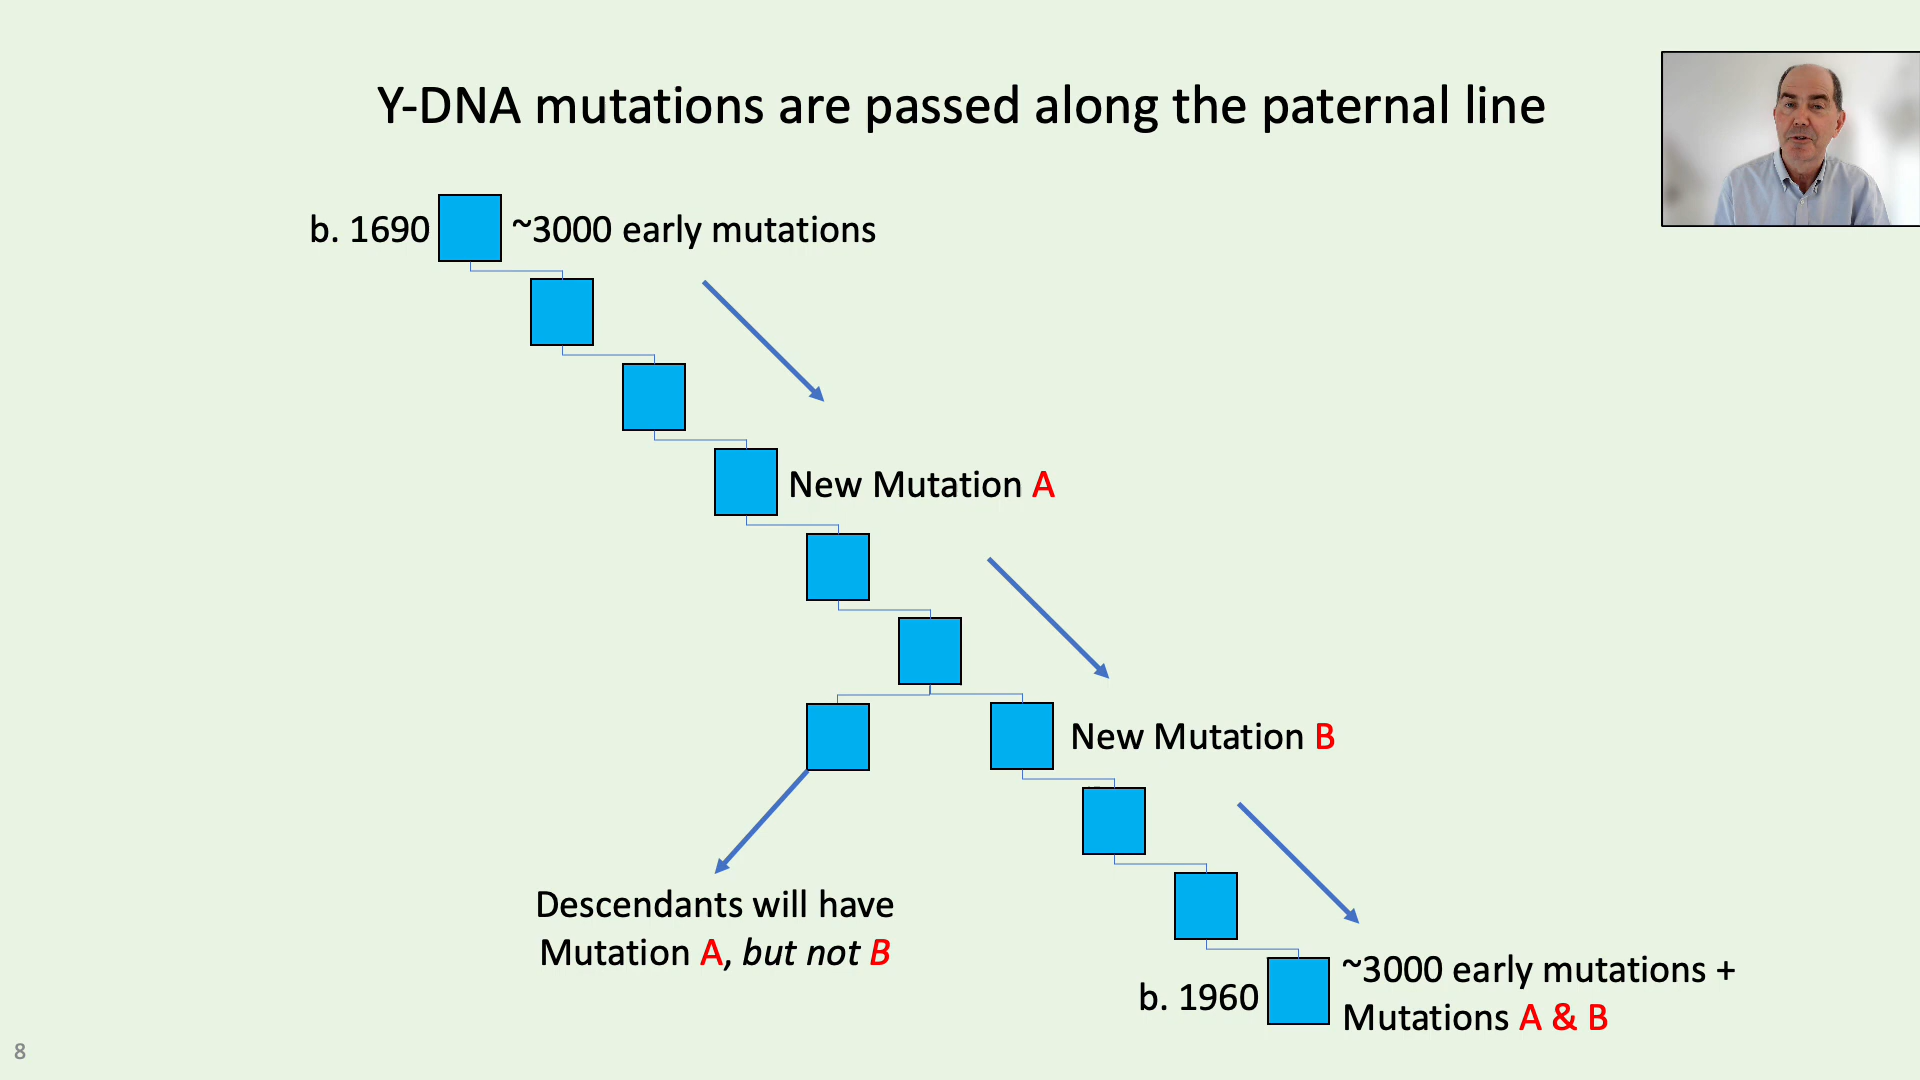 Y-DNA mutations are passed along the paternal line
b. 1690
~3000 early mutations
New Mutation A
New Mutation B
Descendants will have
Mutation A, but not B
b. 1960
~3000 early mutations +
Mutations A & B
8